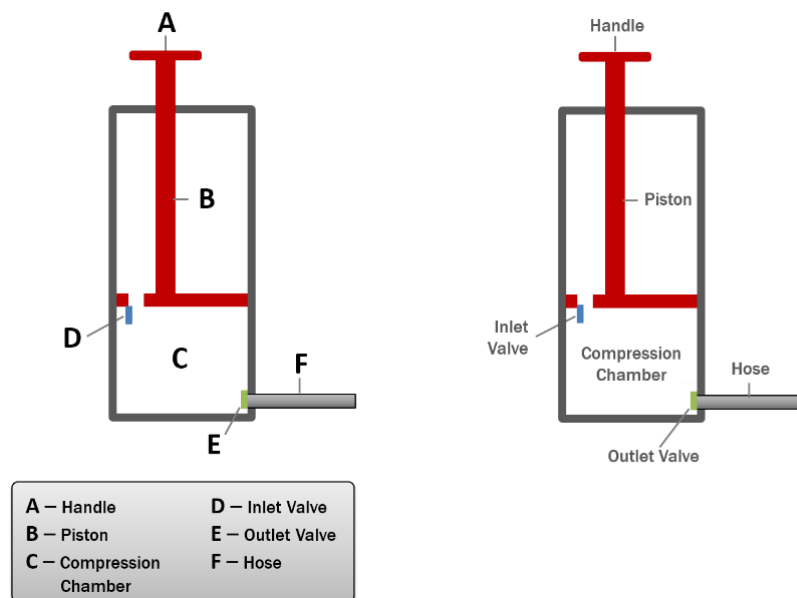 A
B
D
C
F
E
A – Handle
B – Piston
C – Compression
Chamber
D – Inlet Valve
E – Outlet Valve
F – Hose
Handle
Piston
Inlet
Valve
Compression
Chamber
Hose
Outlet Valve